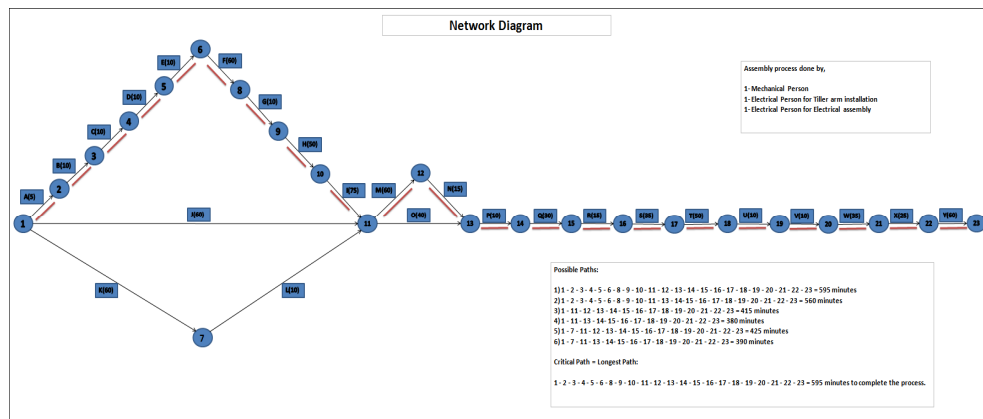 Network Diagram
6
E(10)
F(60)
5
8
D(10)
G(10)
4
9
C(10)
H(50)
3
10
12
B(10)
I(75)
M(60)
N(15)
2
A(5)
J(60)
O(40)
P(10)
Q(30)
R(15)
S(35)
T(50)
U(10)
V(10)
W(35)
X(25)
Y(60)
1
11
13
14
15
16
17
18
19
20
21
22
23
K(60)
L(10)
7
Assembly process done by,
1- Mechanical Person
1- Electrical Person for Tiller arm installation
1- Electrical Person for Electrical assembly
Possible Paths:
1) 1 - 2 - 3 - 4 - 5 - 6 - 8 - 9 - 10 - 11 - 12 - 13 - 14 - 15 - 16 - 17 - 18 - 19 - 20 - 21 - 22 - 23 = 595 minutes
2) 1 - 2 - 3 - 4 - 5 - 6 - 8 - 9 - 10 - 11 - 13 - 14 - 15 - 16 - 17 - 18 - 19 - 20 - 21 - 22 - 23 = 560 minutes
3) 1 - 11 - 12 - 13 - 14 - 15 - 16 - 17 - 18 - 19 - 20 - 21 - 22 - 23 = 415 minutes
4) 1 - 11 - 13 - 14 - 15 - 16 - 17 - 18 - 19 - 20 - 21 - 22 - 23 = 380 minutes
5) 1 - 7 - 11 - 12 - 13 - 14 - 15 - 16 - 17 - 18 - 19 - 20 - 21 - 22 - 23 = 425 minutes
6) 1 - 7 - 11 - 13 - 14 - 15 - 16 - 17 - 18 - 19 - 20 - 21 - 22 - 23 = 390 minutes
Critical Path = Longest Path:
1 - 2 - 3 - 4 - 5 - 6 - 8 - 9 - 10 - 11 - 12 - 13 - 14 - 15 - 16 - 17 - 18 - 19 - 20 - 21 - 22 - 23 = 595 minutes to complete the process.